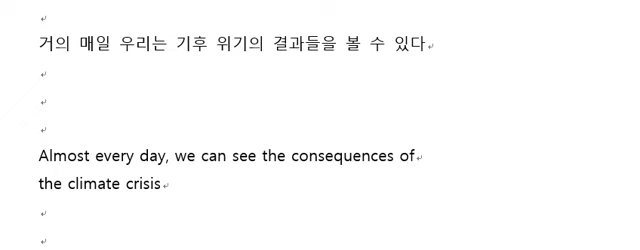 거의 매일 우리는 기후 위기의 결과들을 볼 수 있다
Almost every day, we can see the consequences of
the climate crisis